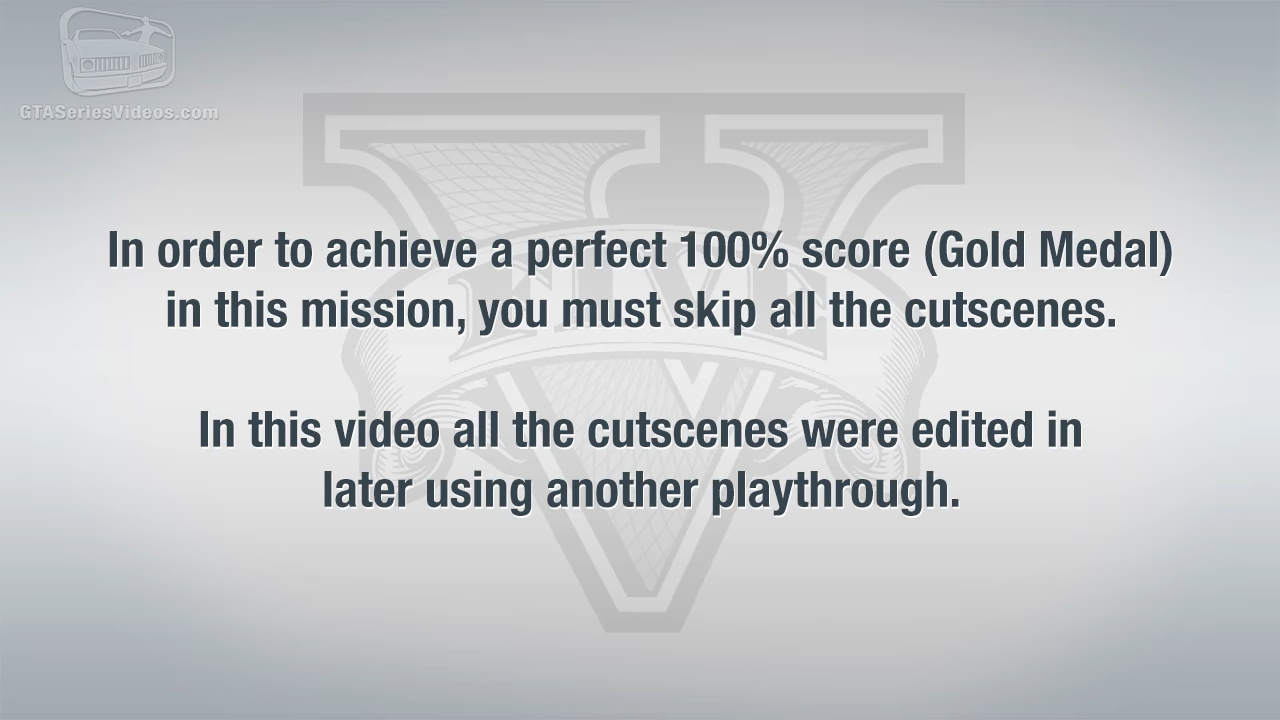 GTASeriesVideos.com
In order to achieve a perfect 100% score (Gold Medal)
in this mission, you must skip all the cutscenes.
In this video all the cutscenes were edited in
later using another playthrough.
FIVE